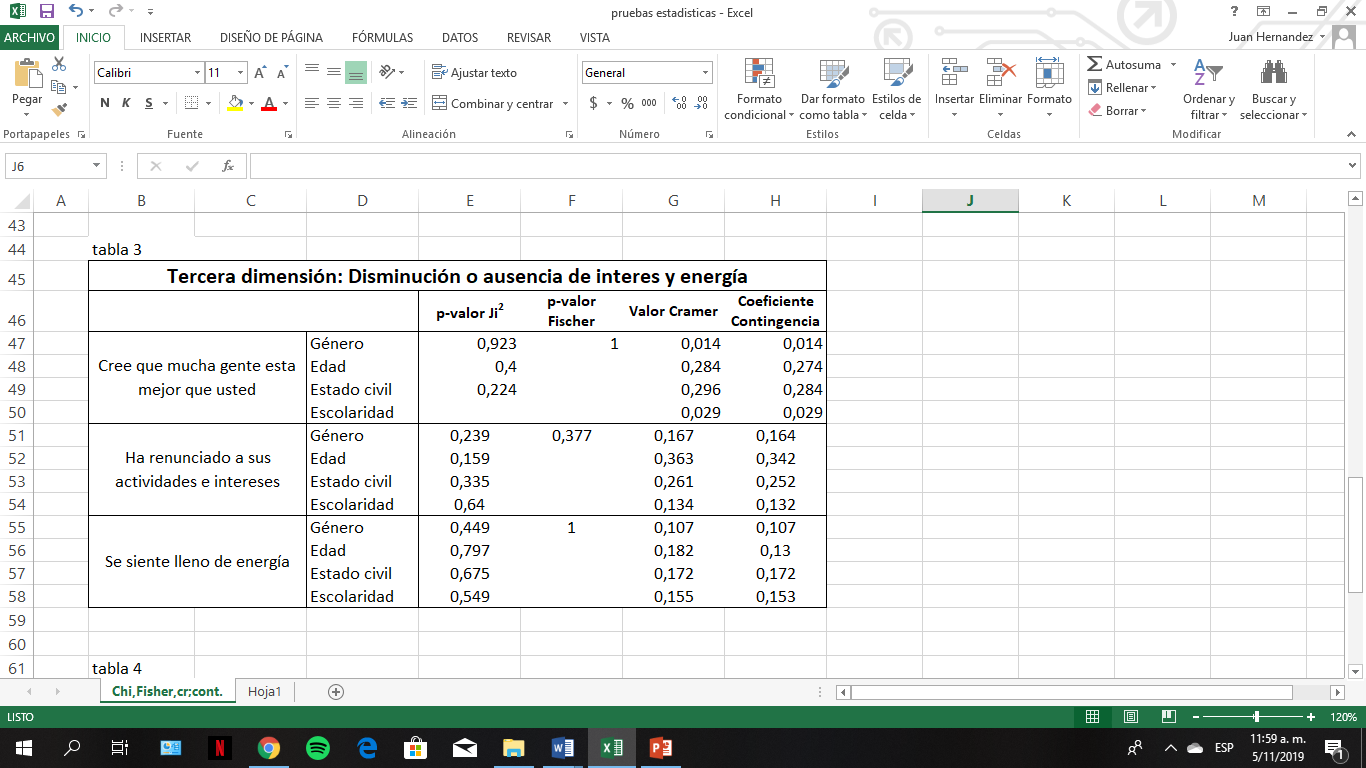 pruebas estadisticas - Excel
?
ARCHIVO INICIO INSERTAR DISEÑO DE PÁGINA FÓRMULAS DATOS REVISAR VISTA Juan Hernandez
Pegar
Calibri 11
N K S
Ajustar texto
Combinar y centrar
General
$ % 000
Formato condicional
Dar formato como tabla
Estilos de celda
Insertar Eliminar Formato
Autosuma
Rellenar
Borrar
Ordenar y filtrar
Buscar y seleccionar
Portapapeles Fuente Alineación Número Estilos Celdas Modificar
J6 fx
A B C D E F G H I J K L M
43
44 tabla 3
45 Tercera dimensión: Disminución o ausencia de interes y energía
46 p-valor Ji² p-valor Fischer Valor Cramer Coeficiente Contingencia
Cree que mucha gente esta mejor que usted
47 Género 0,923 1 0,014 0,014
48 Edad 0,4 0,284 0,274
49 Estado civil 0,224 0,296 0,284
50 Escolaridad 0,029 0,029
Ha renunciado a sus actividades e intereses
51 Género 0,239 0,377 0,167 0,164
52 Edad 0,159 0,363 0,342
53 Estado civil 0,335 0,261 0,252
54 Escolaridad 0,64 0,134 0,132
Se siente lleno de energía
55 Género 0,449 1 0,107 0,107
56 Edad 0,797 0,182 0,13
57 Estado civil 0,675 0,172 0,172
58 Escolaridad 0,549 0,155 0,153
59
60
61 tabla 4
Chi,Fisher,cr;cont. Hoja1
LISTO 120%
ESP
11:59 a. m.
5/11/2019
1